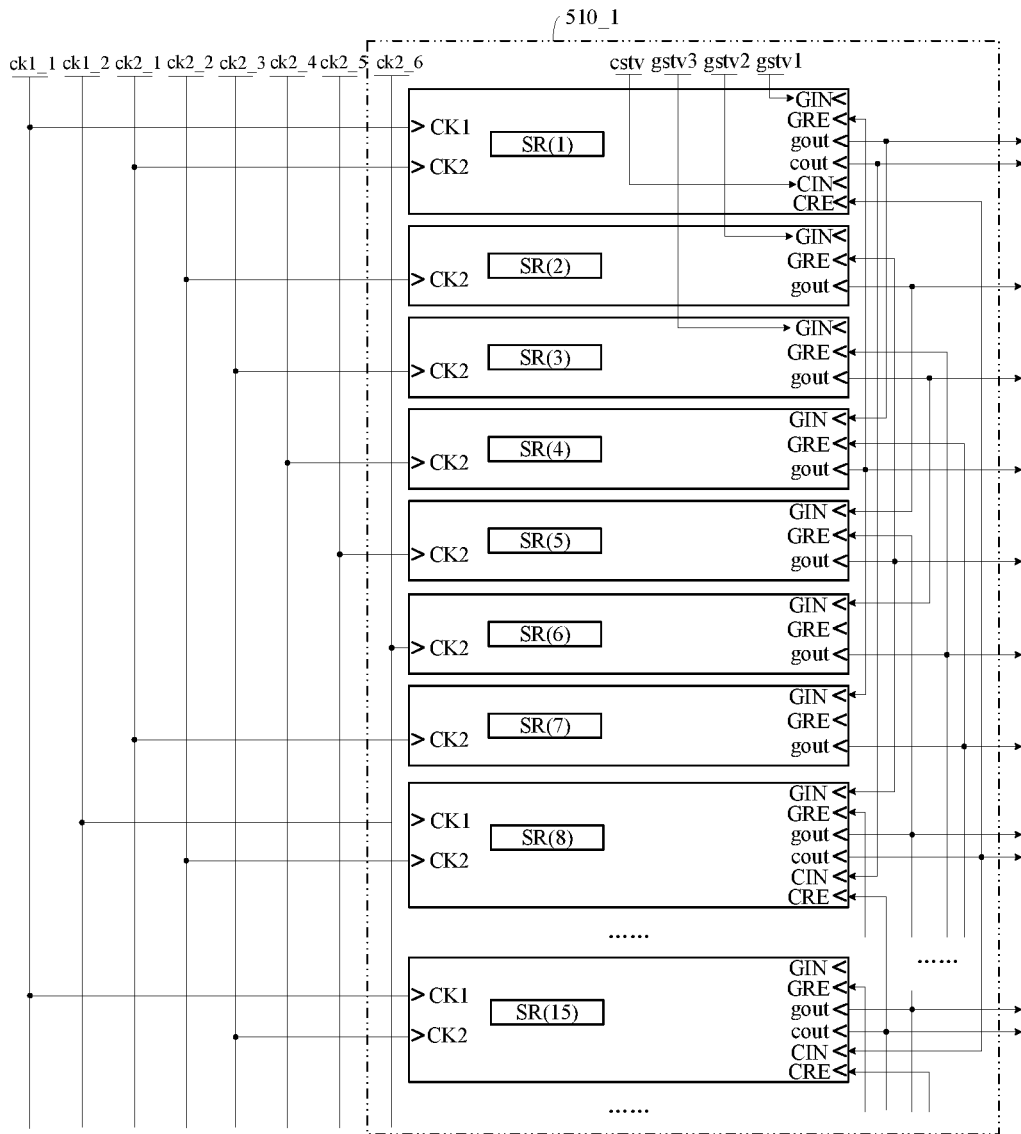 510_1
ck1_1 ck1_2 ck2_1 ck2_2 ck2_3 ck2_4 ck2_5 ck2_6 cstv gstv3 gstv2 gstv1
GIN
GRE
CK1
SR(1)
gout
cout
CK2
CIN
CRE
GIN
SR(2)
GRE
CK2
gout
GIN
SR(3)
GRE
CK2
gout
GIN
SR(4)
GRE
CK2
gout
GIN
SR(5)
GRE
CK2
gout
GIN
SR(6)
GRE
CK2
gout
GIN
SR(7)
GRE
CK2
gout
GIN
GRE
CK1
SR(8)
gout
cout
CK2
CIN
CRE
......
......
GIN
GRE
CK1
SR(15)
gout
cout
CK2
CIN
CRE
......
......